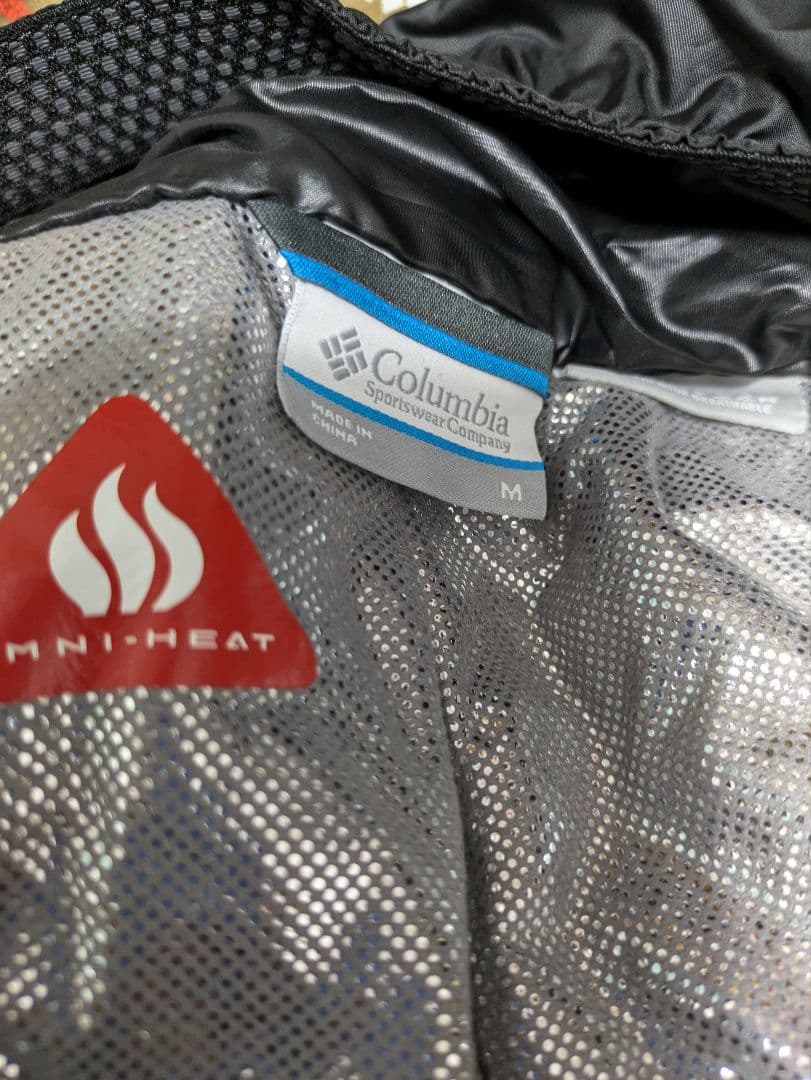 Columbia
Sportswear Company
MADE IN
CHINA
M
MNI-HEAT